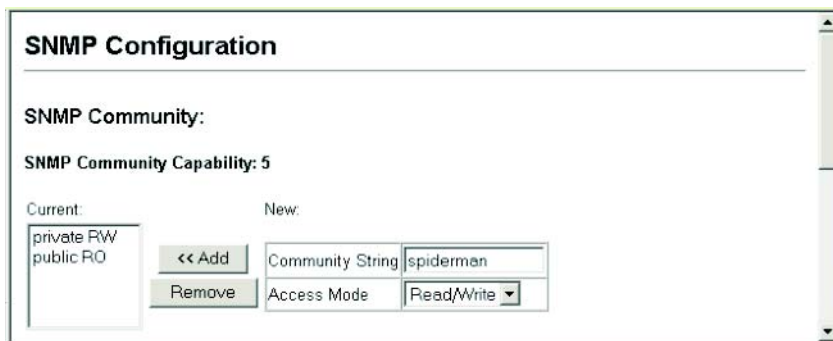 SNMP Configuration
SNMP Community:
SNMP Community Capability: 5
Current:
New:
private RW
public RO
<< Add
Remove
Community String spiderman
Access Mode Read/Write